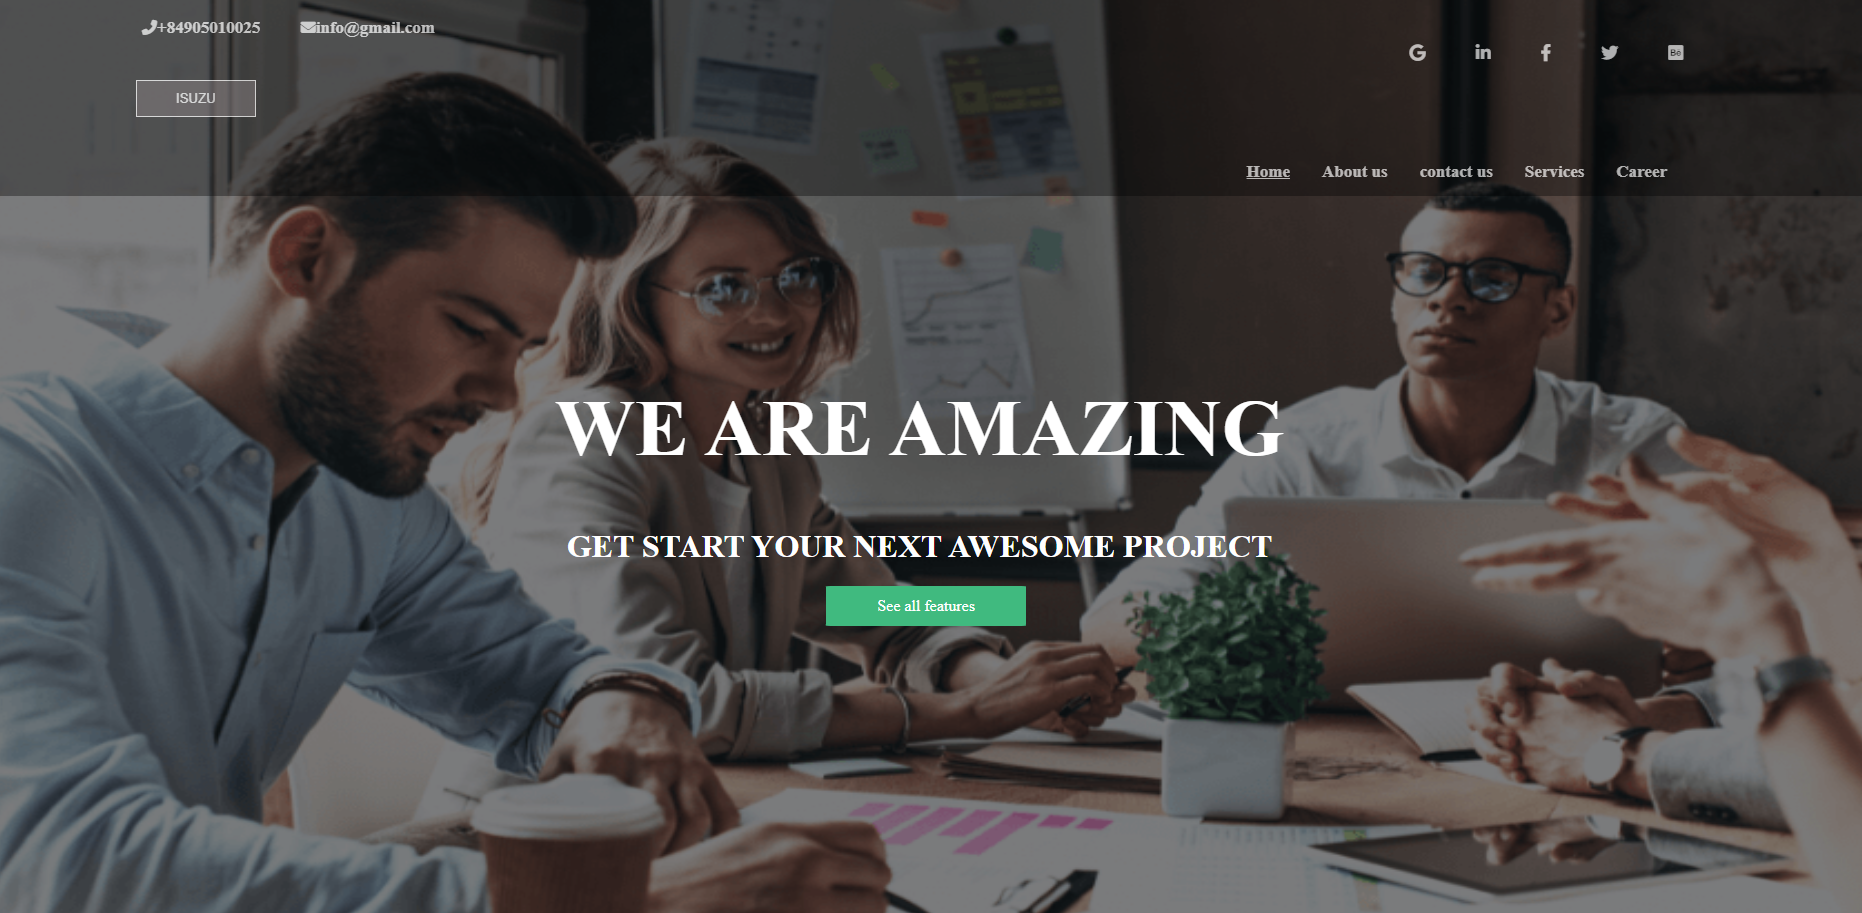 +84905010025 info@gmail.com
ISUZU
Home About us contact us Services Career
WE ARE AMAZING
GET START YOUR NEXT AWESOME PROJECT
See all features